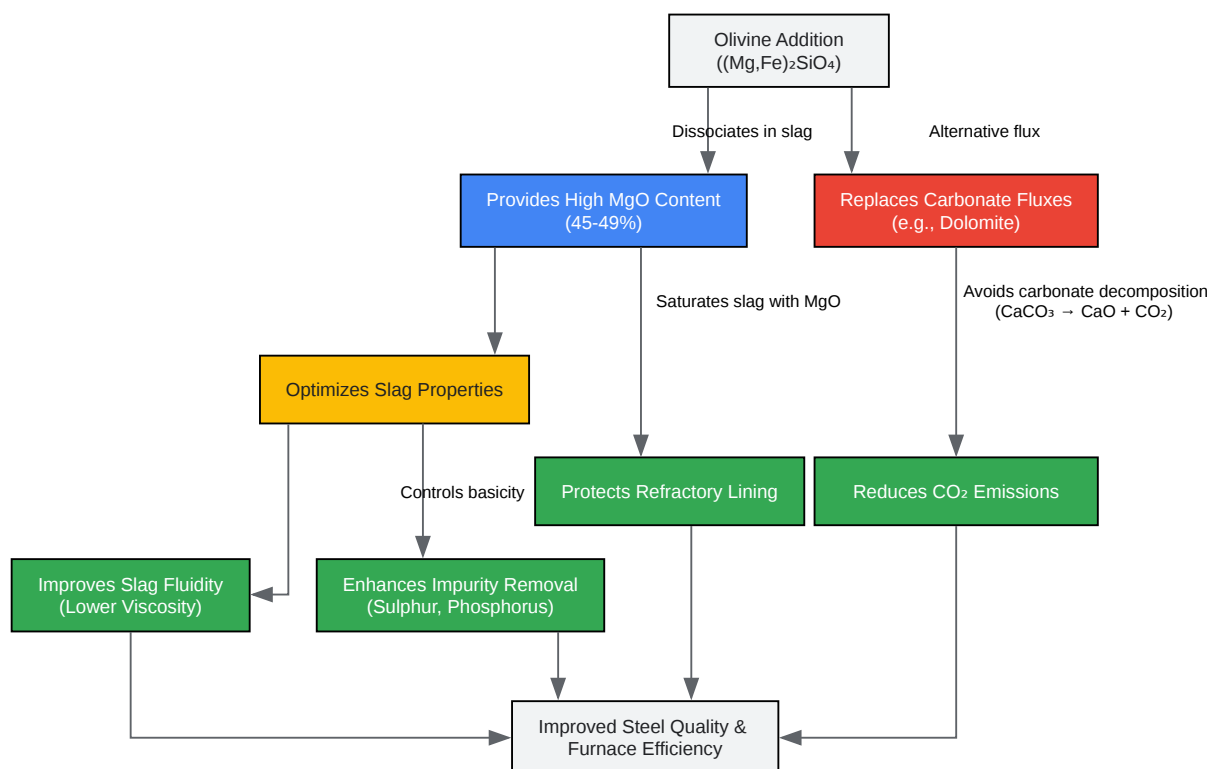 Olivine Addition
((Mg,Fe)₂SiO₄)
Dissociates in slag
Alternative flux
Provides High MgO Content
(45-49%)
Replaces Carbonate Fluxes
(e.g., Dolomite)
Saturates slag with MgO
Avoids carbonate decomposition
(CaCO₃ → CaO + CO₂)
Optimizes Slag Properties
Controls basicity
Protects Refractory Lining
Reduces CO₂ Emissions
Improves Slag Fluidity
(Lower Viscosity)
Enhances Impurity Removal
(Sulphur, Phosphorus)
Improved Steel Quality &
Furnace Efficiency